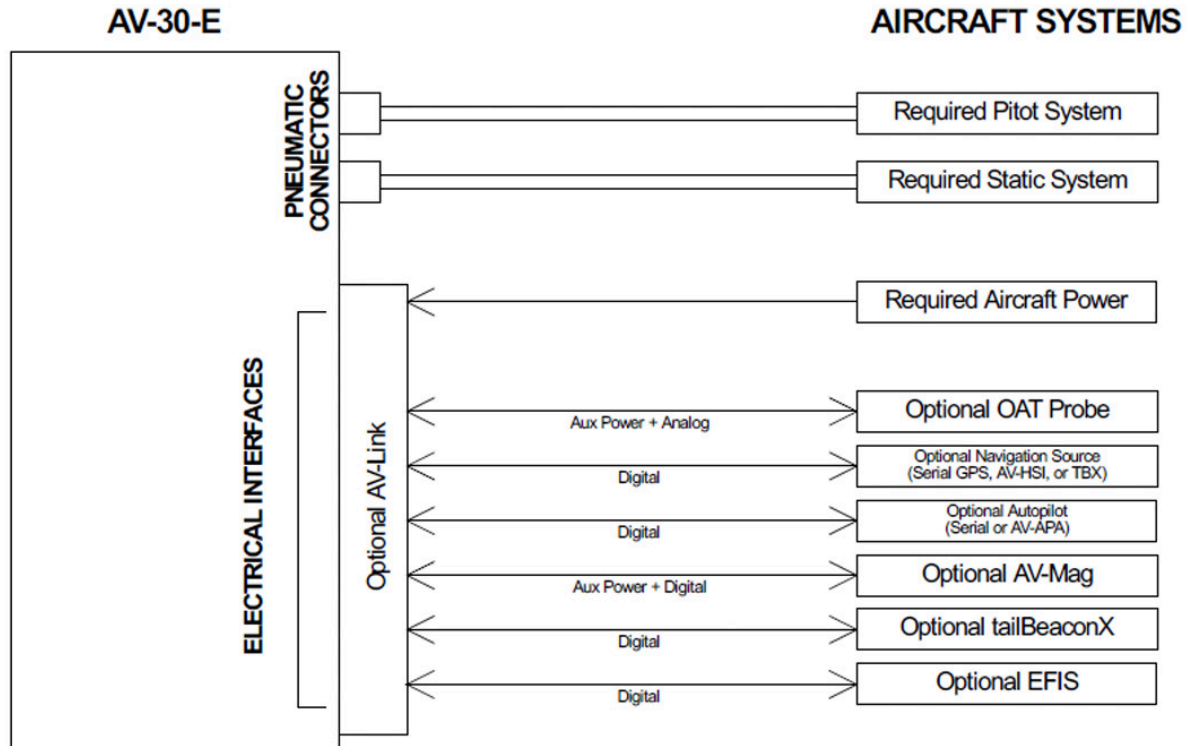 AV-30-E
AIRCRAFT SYSTEMS
PNEUMATIC
CONNECTORS
Required Pitot System
Required Static System
ELECTRICAL INTERFACES
Optional AV-Link
Required Aircraft Power
Aux Power + Analog
Optional OAT Probe
Digital
Optional Navigation Source
(Serial GPS, AV-HSI, or TBX)
Digital
Optional Autopilot
(Serial or AV-APA)
Aux Power + Digital
Optional AV-Mag
Digital
Optional tailBeaconX
Digital
Optional EFIS